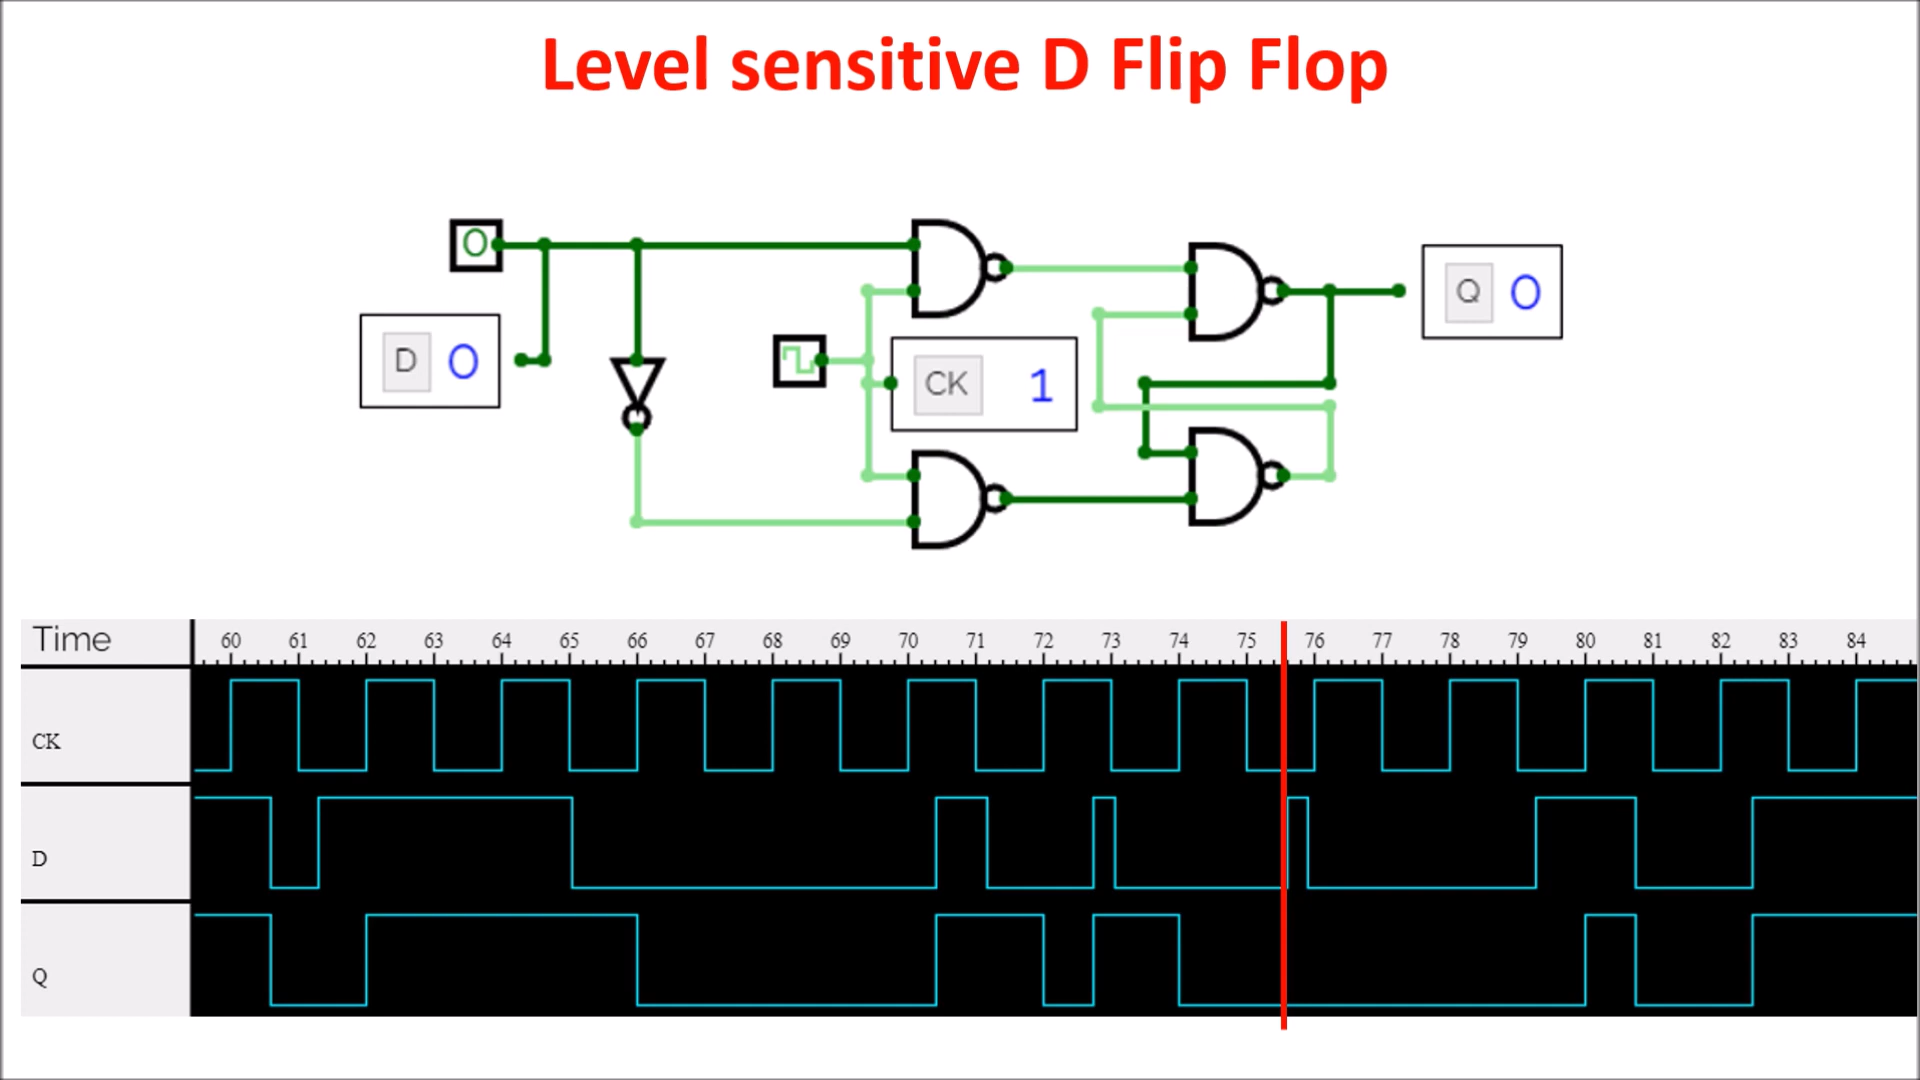 Level sensitive D Flip Flop
0
D 0
CK 1
Q 0
Time 60 61 62 63 64 65 66 67 68 69 70 71 72 73 74 75 76 77 78 79 80 81 82 83 84
CK
D
Q